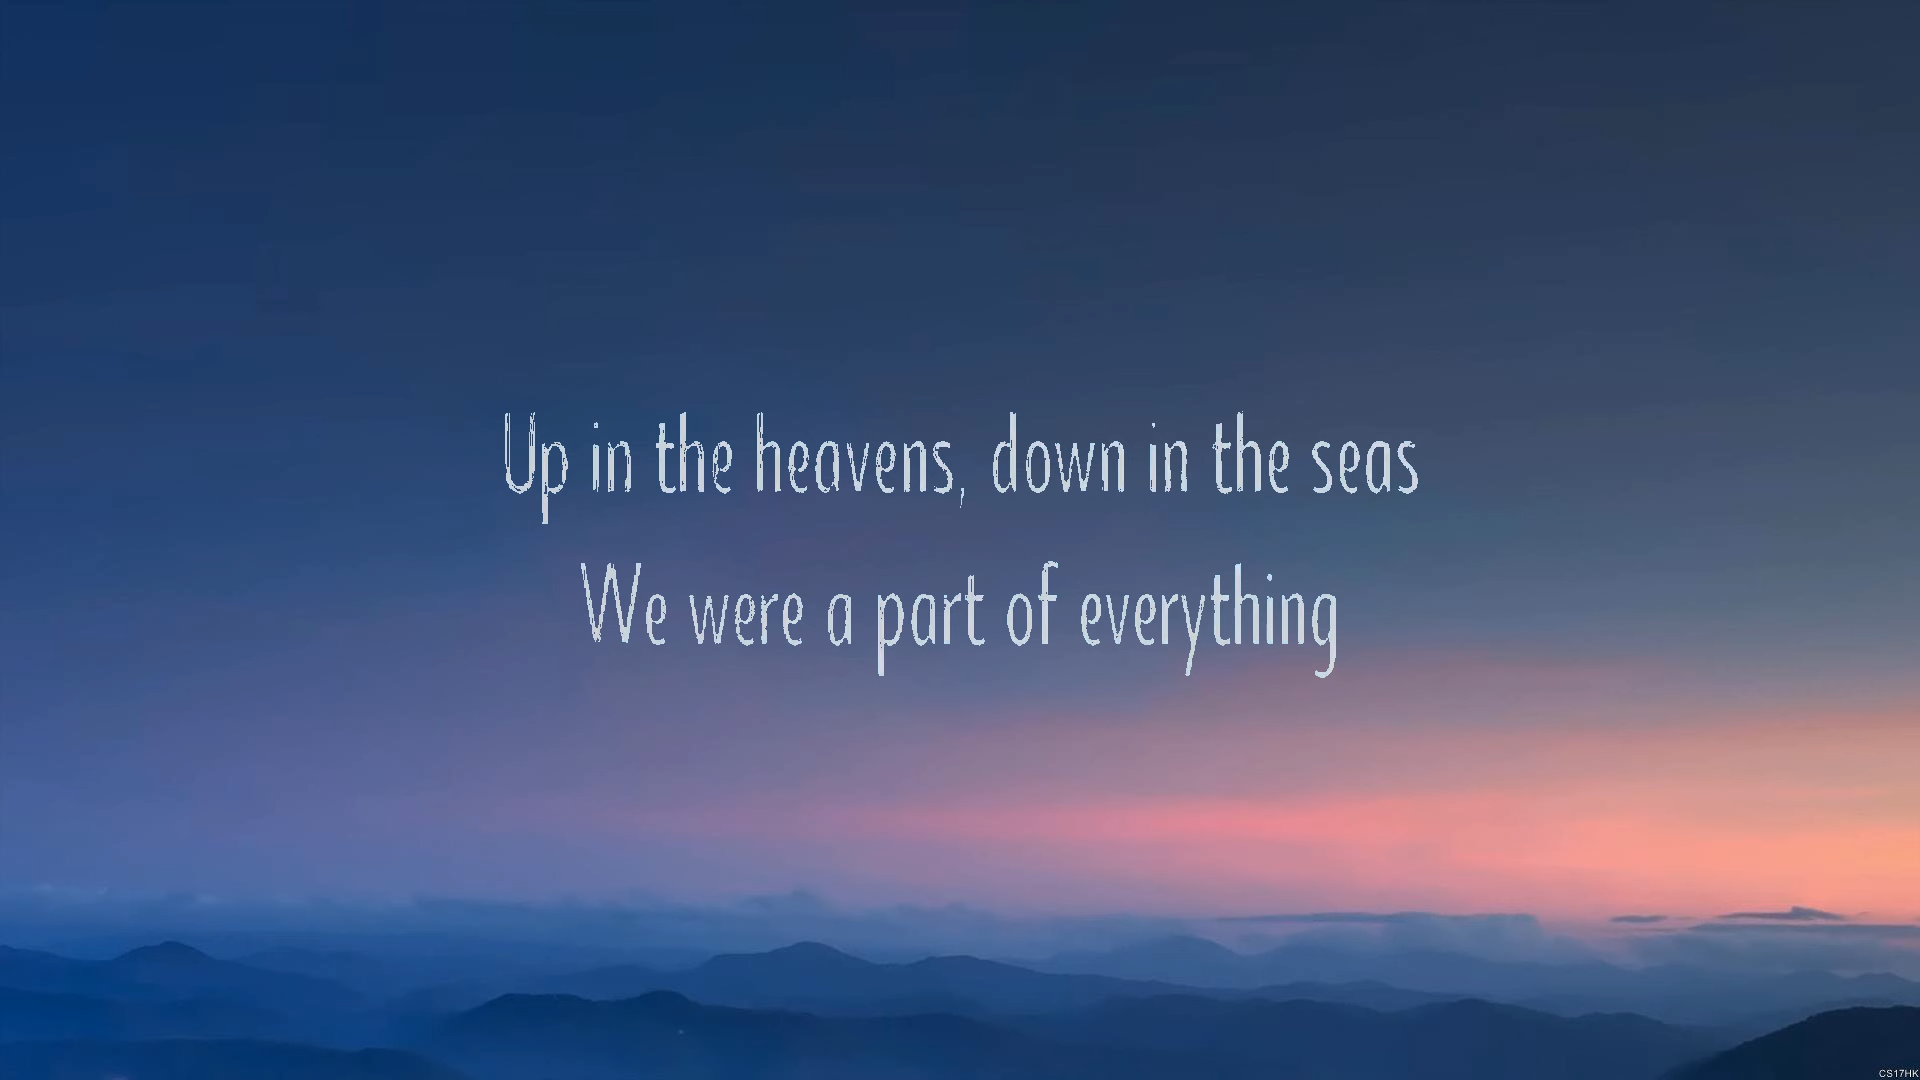 Up in the heavens, down in the seas
We were a part of everything
CS17HK